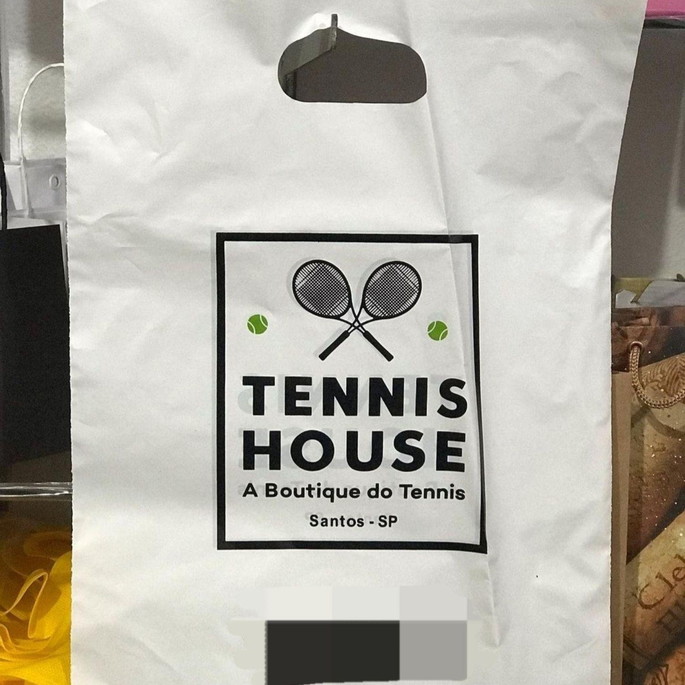 TENNIS
HOUSE
A Boutique do Tennis
Santos - SP